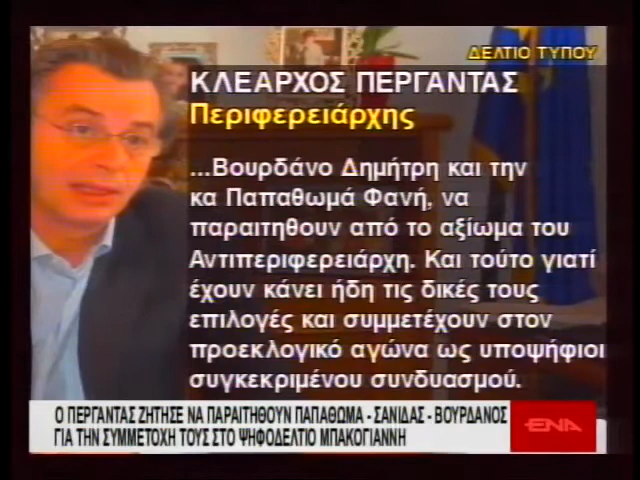 ΔΕΛΤΙΟ ΤΥΠΟΥ
ΚΛΕΑΡΧΟΣ ΠΕΡΓΑΝΤΑΣ
Περιφερειάρχης
...Βουρδάνο Δημήτρη και την
κα Παπαθωμά Φανή, να
παραιτηθουν από το αξίωμα του
Αντιπεριφερειάρχη. Και τούτο γιατί
έχουν κάνει ήδη τις δικές τους
επιλογές και συμμετέχουν στον
προεκλογικό αγώνα ως υποψήφιοι
συγκεκριμένου συνδυασμού.
Ο ΠΕΡΓΑΝΤΑΣ ΖΗΤΗΣΕ ΝΑ ΠΑΡΑΙΤΗΘΟΥΝ ΠΑΠΑΘΩΜΑ - ΣΑΝΙΔΑΣ - ΒΟΥΡΔΑΝΟΣ
ΓΙΑ ΤΗΝ ΣΥΜΜΕΤΟΧΗ ΤΟΥΣ ΣΤΟ ΨΗΦΟΔΕΛΤΙΟ ΜΠΑΚΟΓΙΑΝΝΗ
ΕΝΑ